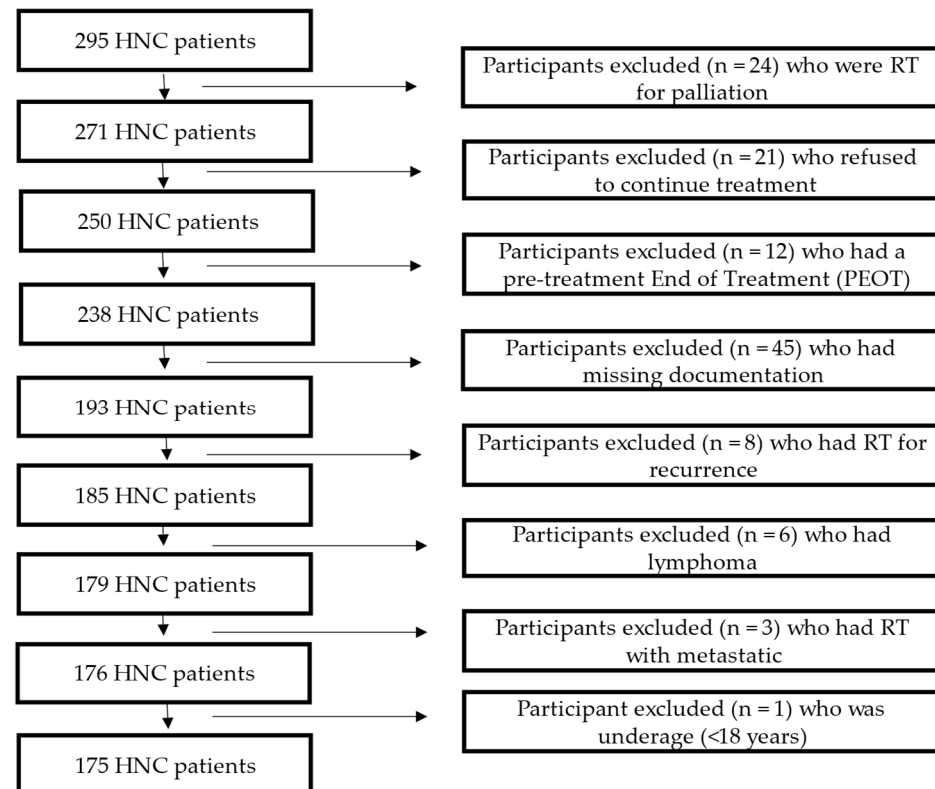 295 HNC patients
Participants excluded (n = 24) who were RT
for palliation
271 HNC patients
Participants excluded (n = 21) who refused
to continue treatment
250 HNC patients
Participants excluded (n = 12) who had a
pre-treatment End of Treatment (PEOT)
238 HNC patients
Participants excluded (n = 45) who had
missing documentation
193 HNC patients
Participants excluded (n = 8) who had RT for
recurrence
185 HNC patients
Participants excluded (n = 6) who had
lymphoma
179 HNC patients
Participants excluded (n = 3) who had RT
with metastatic
176 HNC patients
Participant excluded (n = 1) who was
underage (<18 years)
175 HNC patients